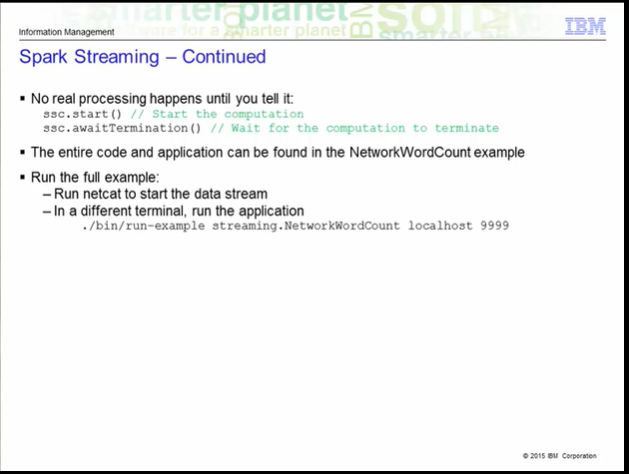 smarter planet
Information Management
IBM
Spark Streaming – Continued
▪ No real processing happens until you tell it:
ssc.start() // Start the computation
ssc.awaitTermination() // Wait for the computation to terminate
▪ The entire code and application can be found in the NetworkWordCount example
▪ Run the full example:
– Run netcat to start the data stream
– In a different terminal, run the application
./bin/run-example streaming.NetworkWordCount localhost 9999
© 2015 IBM Corporation